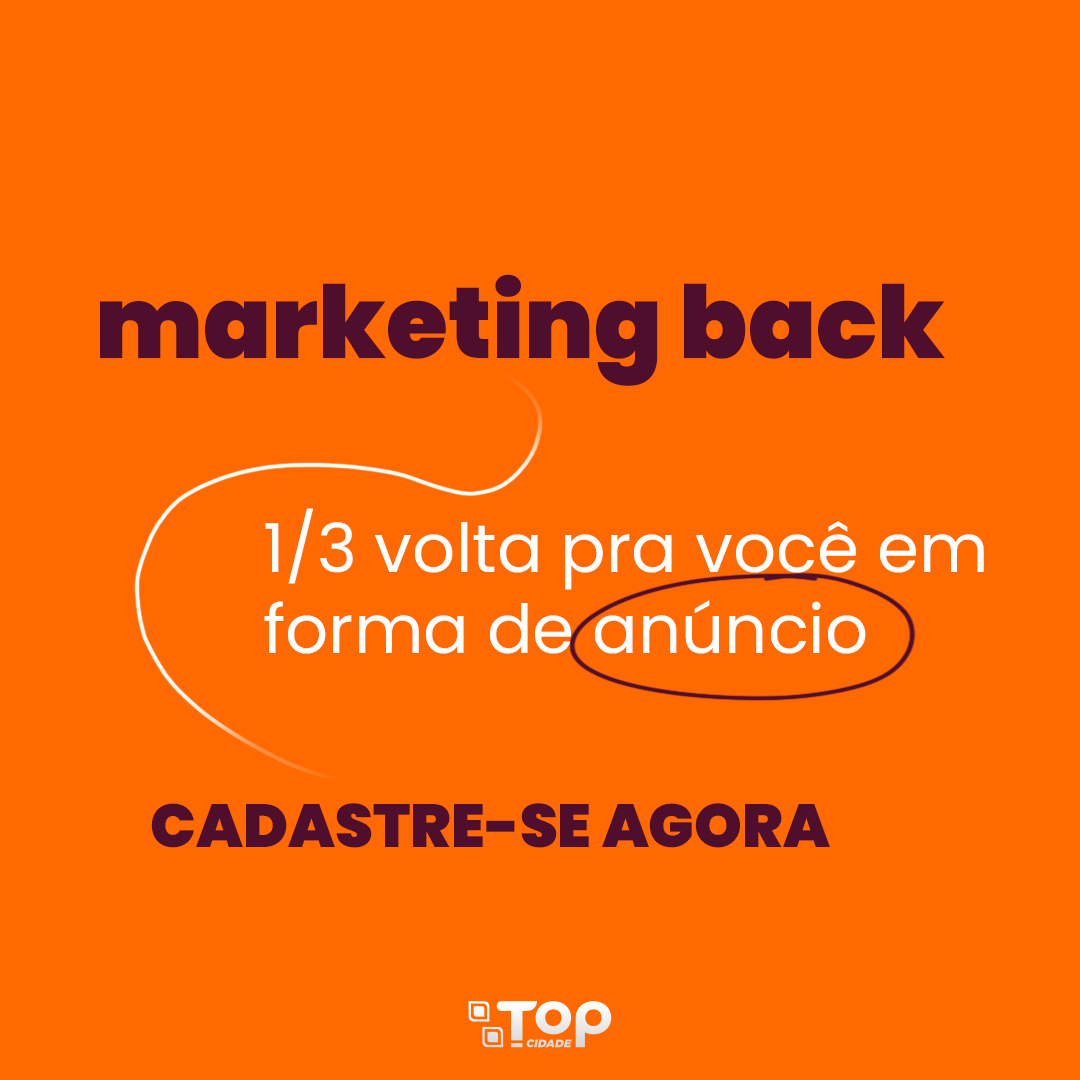 marketing back
1/3 volta pra você em
forma de anúncio
CADASTRE-SE AGORA
TOP
CIDADE